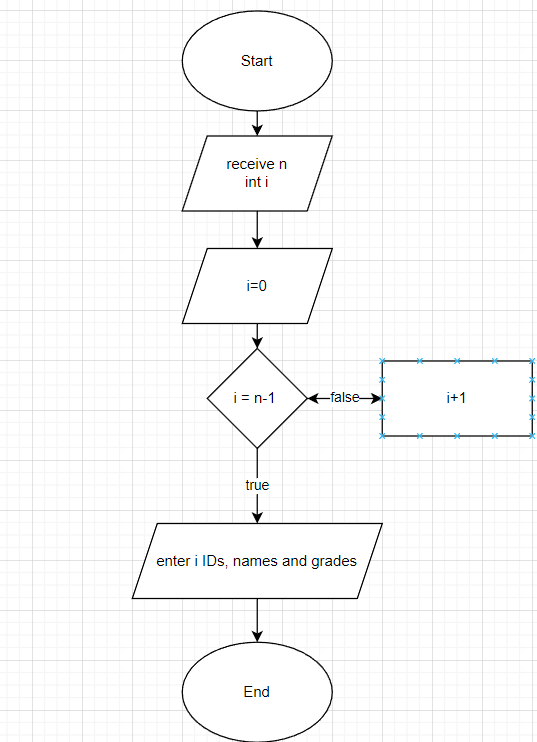 Start
receive n
int i
i=0
i = n-1
false
i+1
true
enter i IDs, names and grades
End